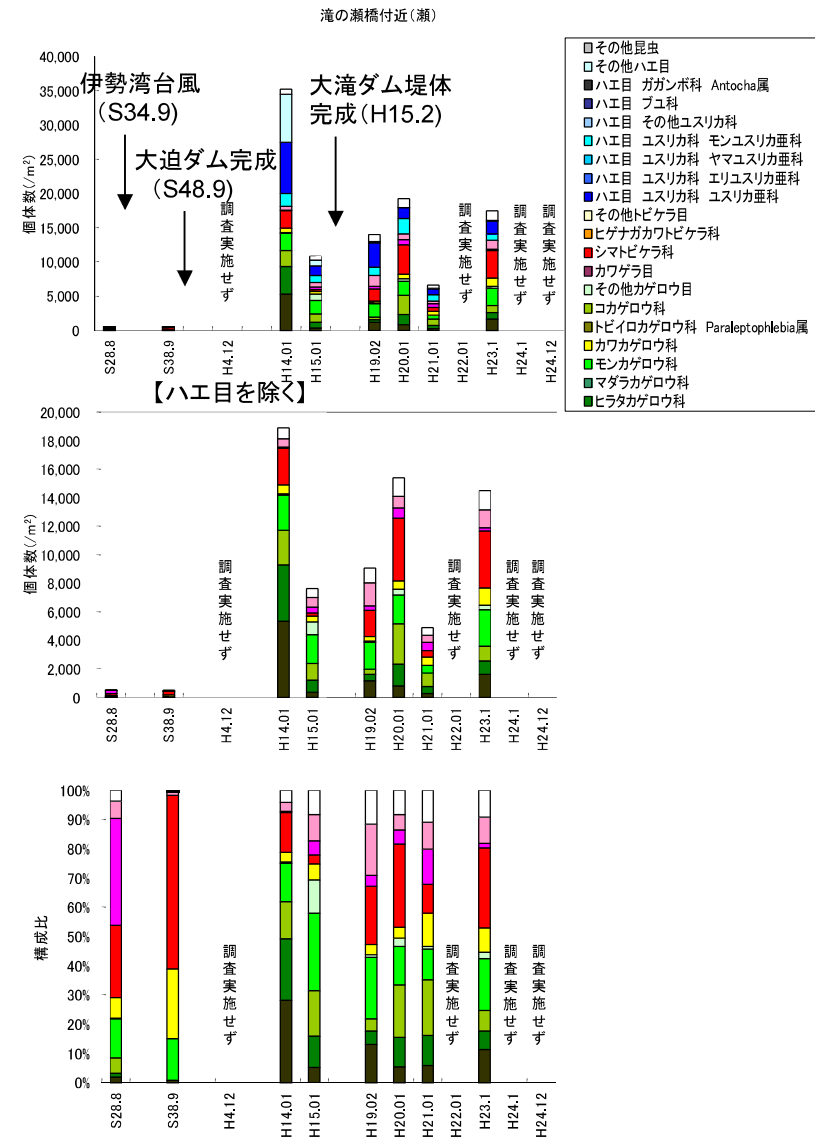 滝の瀬橋付近(瀬)
40,000
35,000
30,000
25,000
20,000
15,000
10,000
5,000
0
個体数(/m²)
伊勢湾台風
(S34.9)
大迫ダム完成
(S48.9)
大滝ダム堤体
完成(H15.2)
調査実施せず
調査実施せず
調査実施せず
調査実施せず
S28.8
S38.9
H4.12
H14.01
H15.01
H19.02
H20.01
H21.01
H22.01
H23.1
H24.1
H24.12
その他昆虫
その他ハエ目
ハエ目 ガガンボ科 Antocha属
ハエ目 ブユ科
ハエ目 その他ユスリカ科
ハエ目 ユスリカ科 モンユスリカ亜科
ハエ目 ユスリカ科 ヤマユスリカ亜科
ハエ目 ユスリカ科 エリユスリカ亜科
ハエ目 ユスリカ科 ユスリカ亜科
その他トビケラ目
ヒゲナガカワトビケラ科
シマトビケラ科
カワゲラ目
その他カゲロウ目
コカゲロウ科
トビイロカゲロウ科 Paraleptophlebia属
カワカゲロウ科
モンカゲロウ科
マダラカゲロウ科
ヒラタカゲロウ科
【ハエ目を除く】
20,000
18,000
16,000
14,000
12,000
10,000
8,000
6,000
4,000
2,000
0
個体数(/m²)
調査実施せず
調査実施せず
調査実施せず
調査実施せず
S28.8
S38.9
H4.12
H14.01
H15.01
H19.02
H20.01
H21.01
H22.01
H23.1
H24.1
H24.12
100%
90%
80%
70%
60%
50%
40%
30%
20%
10%
0%
構成比
調査実施せず
調査実施せず
調査実施せず
調査実施せず
S28.8
S38.9
H4.12
H14.01
H15.01
H19.02
H20.01
H21.01
H22.01
H23.1
H24.1
H24.12